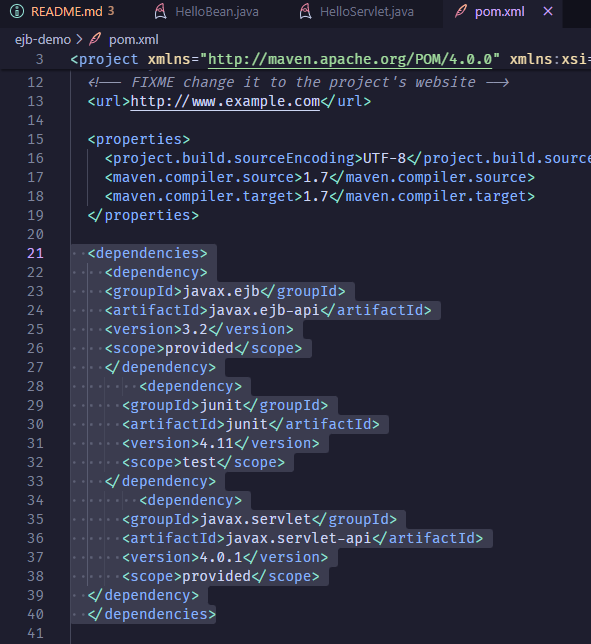 README.md 3 HelloBean.java HelloServlet.java pom.xml ×
ejb-demo > pom.xml
3 <project xmlns="http://maven.apache.org/POM/4.0.0" xmlns:xsi=
12 <!-- FIXME change it to the project's website -->
13 <url>http://www.example.com</url>
14
15 <properties>
16 <project.build.sourceEncoding>UTF-8</project.build.source
17 <maven.compiler.source>1.7</maven.compiler.source>
18 <maven.compiler.target>1.7</maven.compiler.target>
19 </properties>
20
21 <dependencies>
22 <dependency>
23 <groupId>javax.ejb</groupId>
24 <artifactId>javax.ejb-api</artifactId>
25 <version>3.2</version>
26 <scope>provided</scope>
27 </dependency>
28 <dependency>
29 <groupId>junit</groupId>
30 <artifactId>junit</artifactId>
31 <version>4.11</version>
32 <scope>test</scope>
33 </dependency>
34 <dependency>
35 <groupId>javax.servlet</groupId>
36 <artifactId>javax.servlet-api</artifactId>
37 <version>4.0.1</version>
38 <scope>provided</scope>
39 </dependency>
40 </dependencies>
41